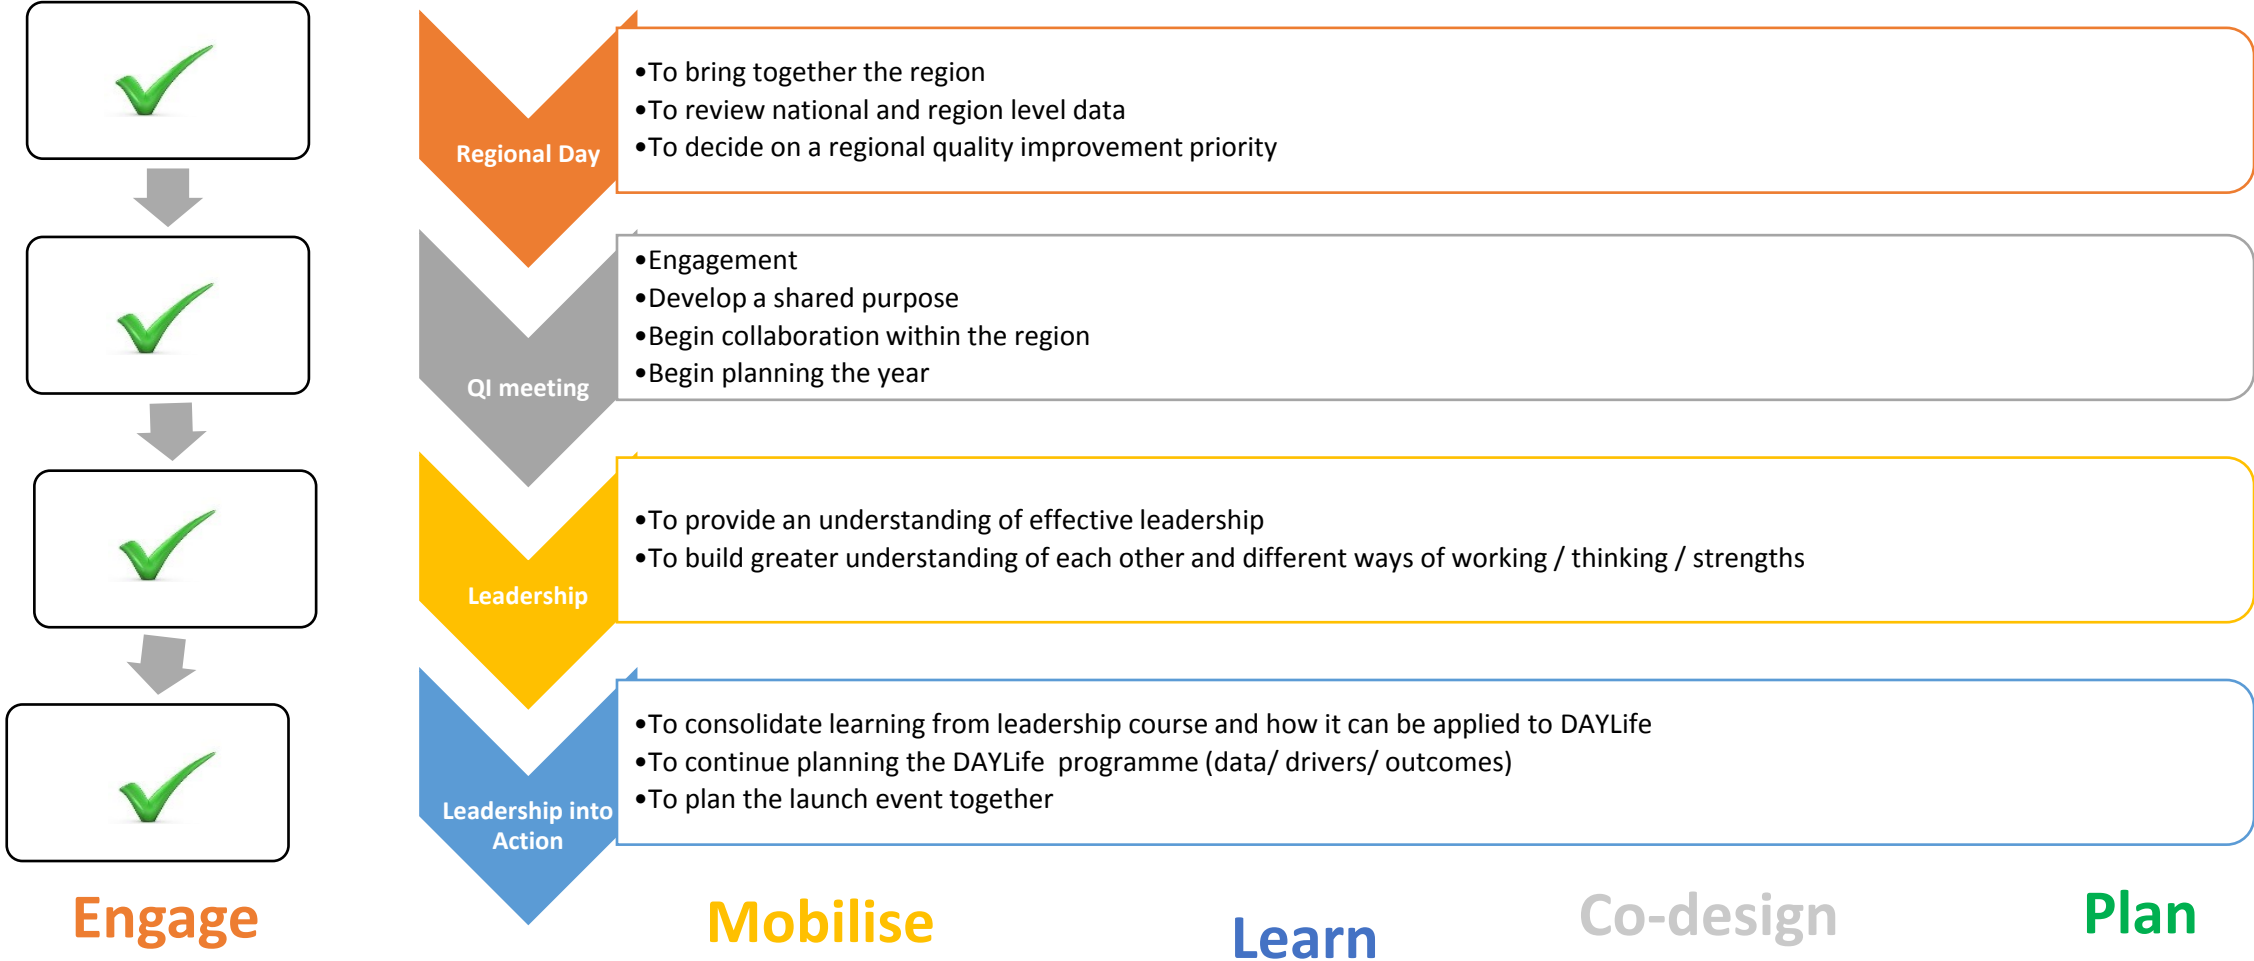 Regional Day
•To bring together the region
•To review national and region level data
•To decide on a regional quality improvement priority
QI meeting
•Engagement
•Develop a shared purpose
•Begin collaboration within the region
•Begin planning the year
Leadership
•To provide an understanding of effective leadership
•To build greater understanding of each other and different ways of working / thinking / strengths
Leadership into
Action
•To consolidate learning from leadership course and how it can be applied to DAYLife
•To continue planning the DAYLife  programme (data/ drivers/ outcomes)
•To plan the launch event together
Engage
Mobilise
Learn
Co-design
Plan